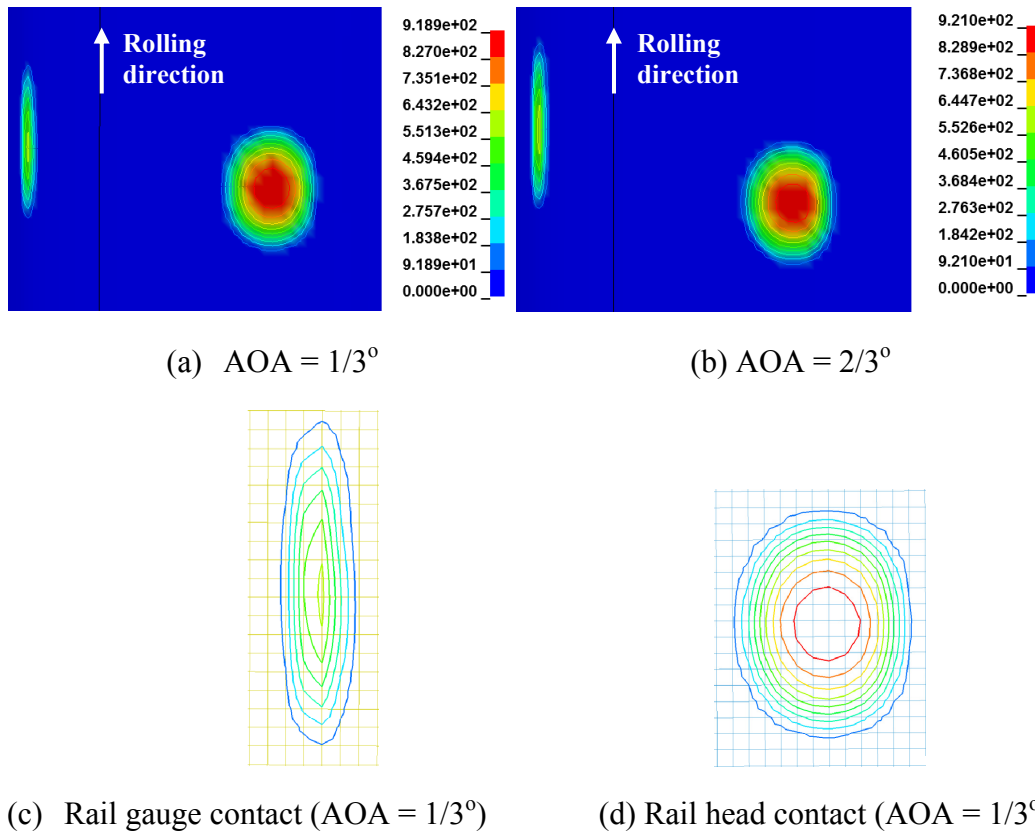 Rolling
direction
9.189e+02
8.270e+02
7.351e+02
6.432e+02
5.513e+02
4.594e+02
3.675e+02
2.757e+02
1.838e+02
9.189e+01
0.000e+00
Rolling
direction
9.210e+02
8.289e+02
7.368e+02
6.447e+02
5.526e+02
4.605e+02
3.684e+02
2.763e+02
1.842e+02
9.210e+01
0.000e+00
(a) AOA = 1/3°
(b) AOA = 2/3°
(c) Rail gauge contact (AOA = 1/3°)
(d) Rail head contact (AOA = 1/3°